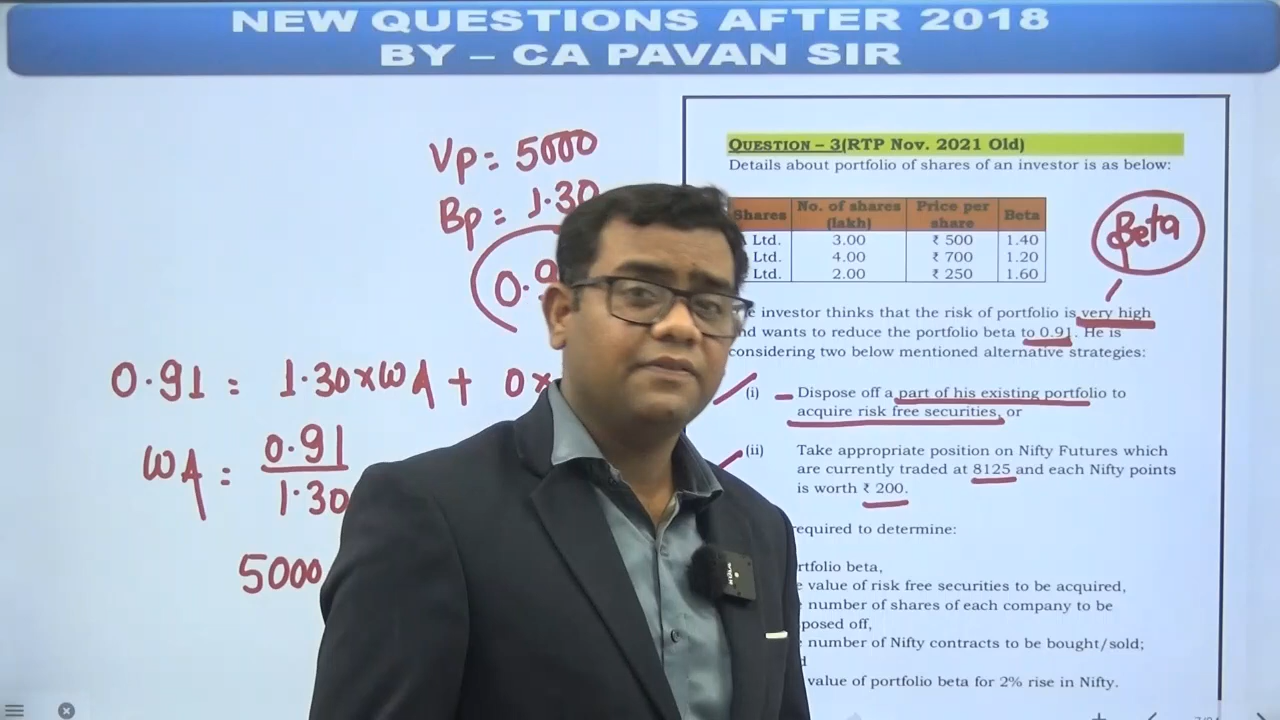 NEW QUESTIONS AFTER 2018
BY – CA PAVAN SIR
Vp = 5000
Bp = 1.30
0.9
0.91 = 1.30×WA + 0×
WA = 0.91
1.30
5000
QUESTION – 3(RTP Nov. 2021 Old)
Details about portfolio of shares of an investor is as below:
Shares No. of shares (lakh) Price per share Beta
Ltd. 3.00 ₹ 500 1.40
Ltd. 4.00 ₹ 700 1.20
Ltd. 2.00 ₹ 250 1.60
Beta
investor thinks that the risk of portfolio is very high
wants to reduce the portfolio beta to 0.91. He is
considering two below mentioned alternative strategies:
(i) Dispose off a part of his existing portfolio to
acquire risk free securities, or
(ii) Take appropriate position on Nifty Futures which
are currently traded at 8125 and each Nifty points
is worth ₹ 200.
required to determine:
beta,
value of risk free securities to be acquired,
number of shares of each company to be
off,
number of Nifty contracts to be bought/sold;
value of portfolio beta for 2% rise in Nifty.